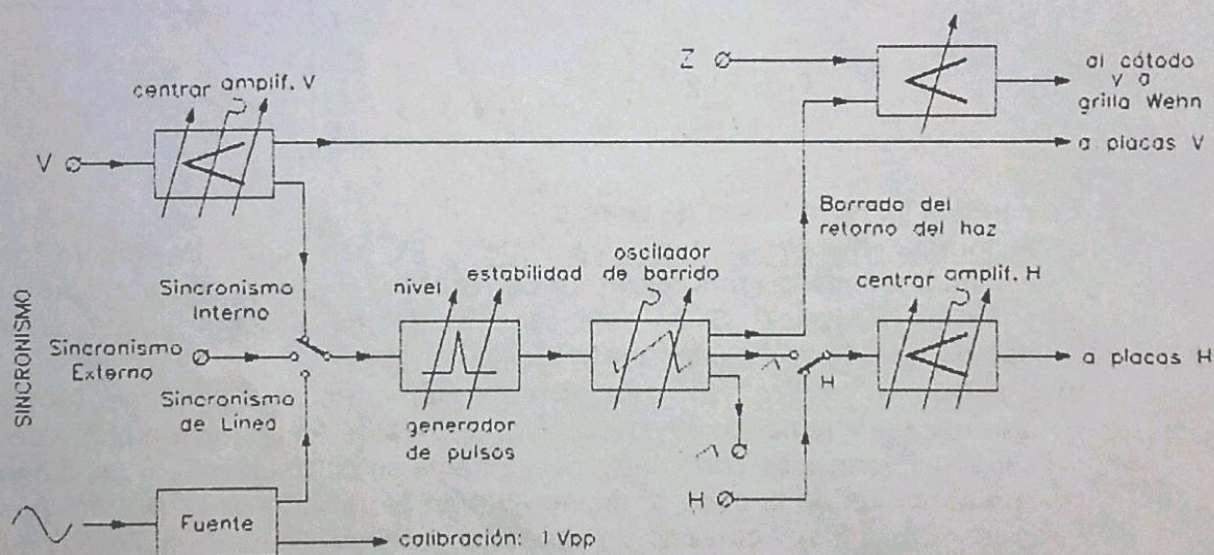 Z
al cátodo
y a
grilla Wehn
centrar amplif. V
V
a placas V
Borrado del
retorno del haz
oscilador
de barrido
estabilidad
nivel
centrar amplif. H
SINCRONISMO
Sincronismo
Interno
Sincronismo
Externo
Sincronismo
de Línea
H
a placas H
generador
de pulsos
H
Fuente
calibración: 1 Vpp